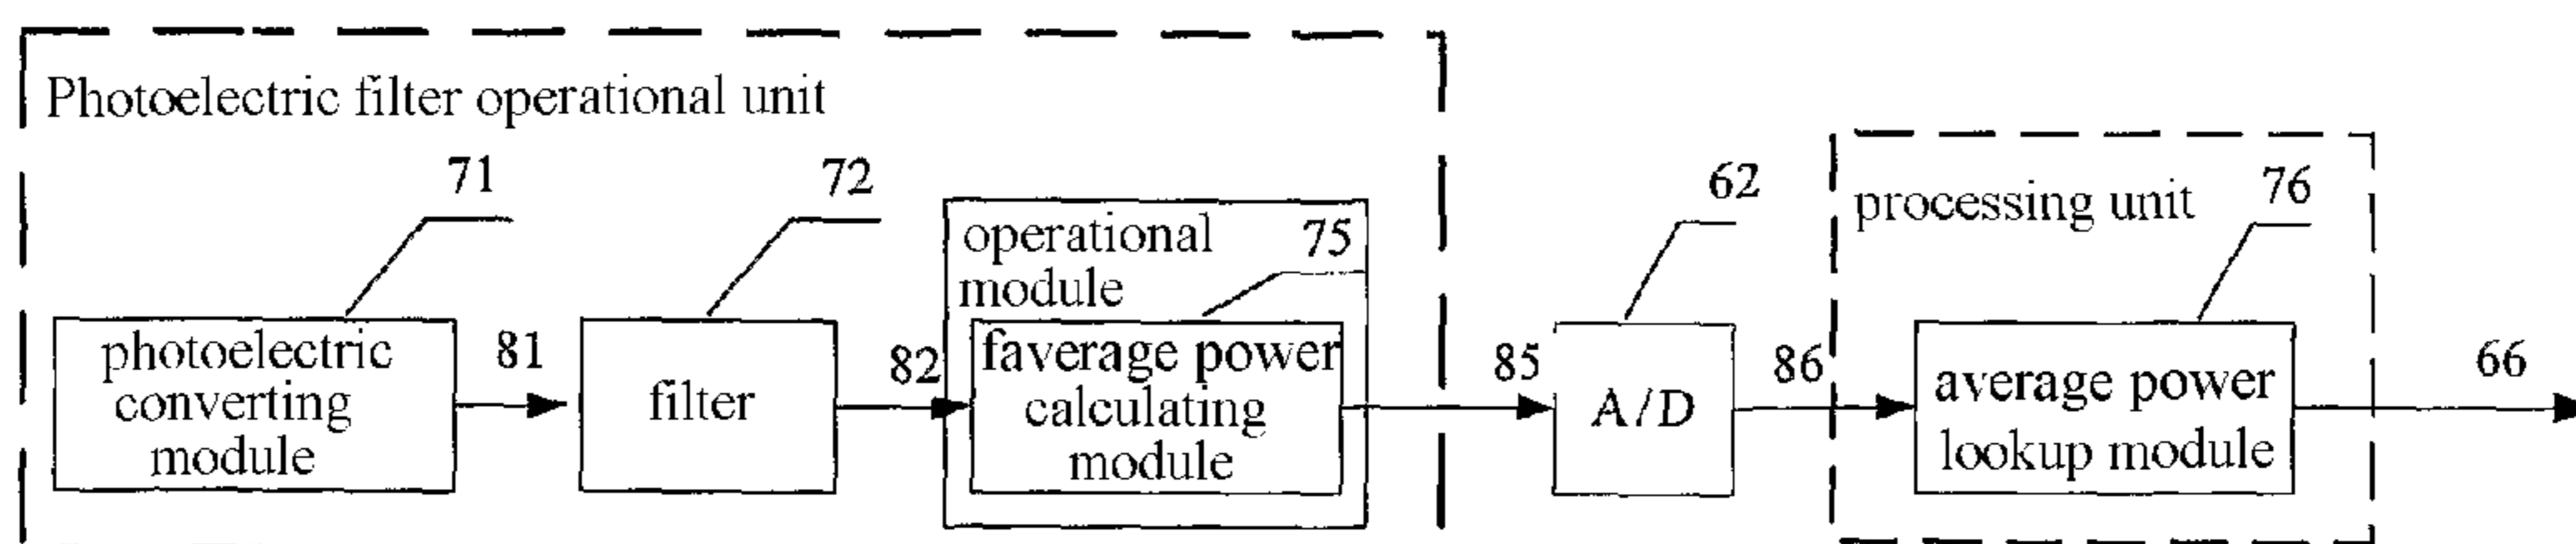 Photoelectric filter operational unit
71
72
62
processing unit
76
operational
module
75
photoelectric
converting
module
81
filter
82
faverage power
calculating
module
85
A/D
86
average power
lookup module
66